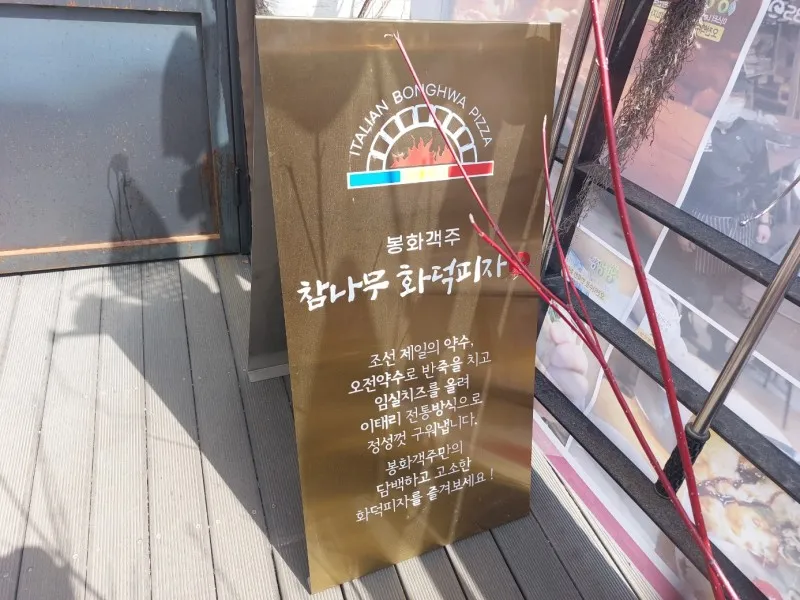 ITALIAN BONGHWA PIZZA
봉화객주
참나무 화덕피자
조선 제일의 약수,
오전약수로 반죽을 치고
임실치즈를 올려
이태리 전통방식으로
정성껏 구워냅니다.
봉화객주만의
담백하고 고소한
화덕피자를 즐겨보세요!